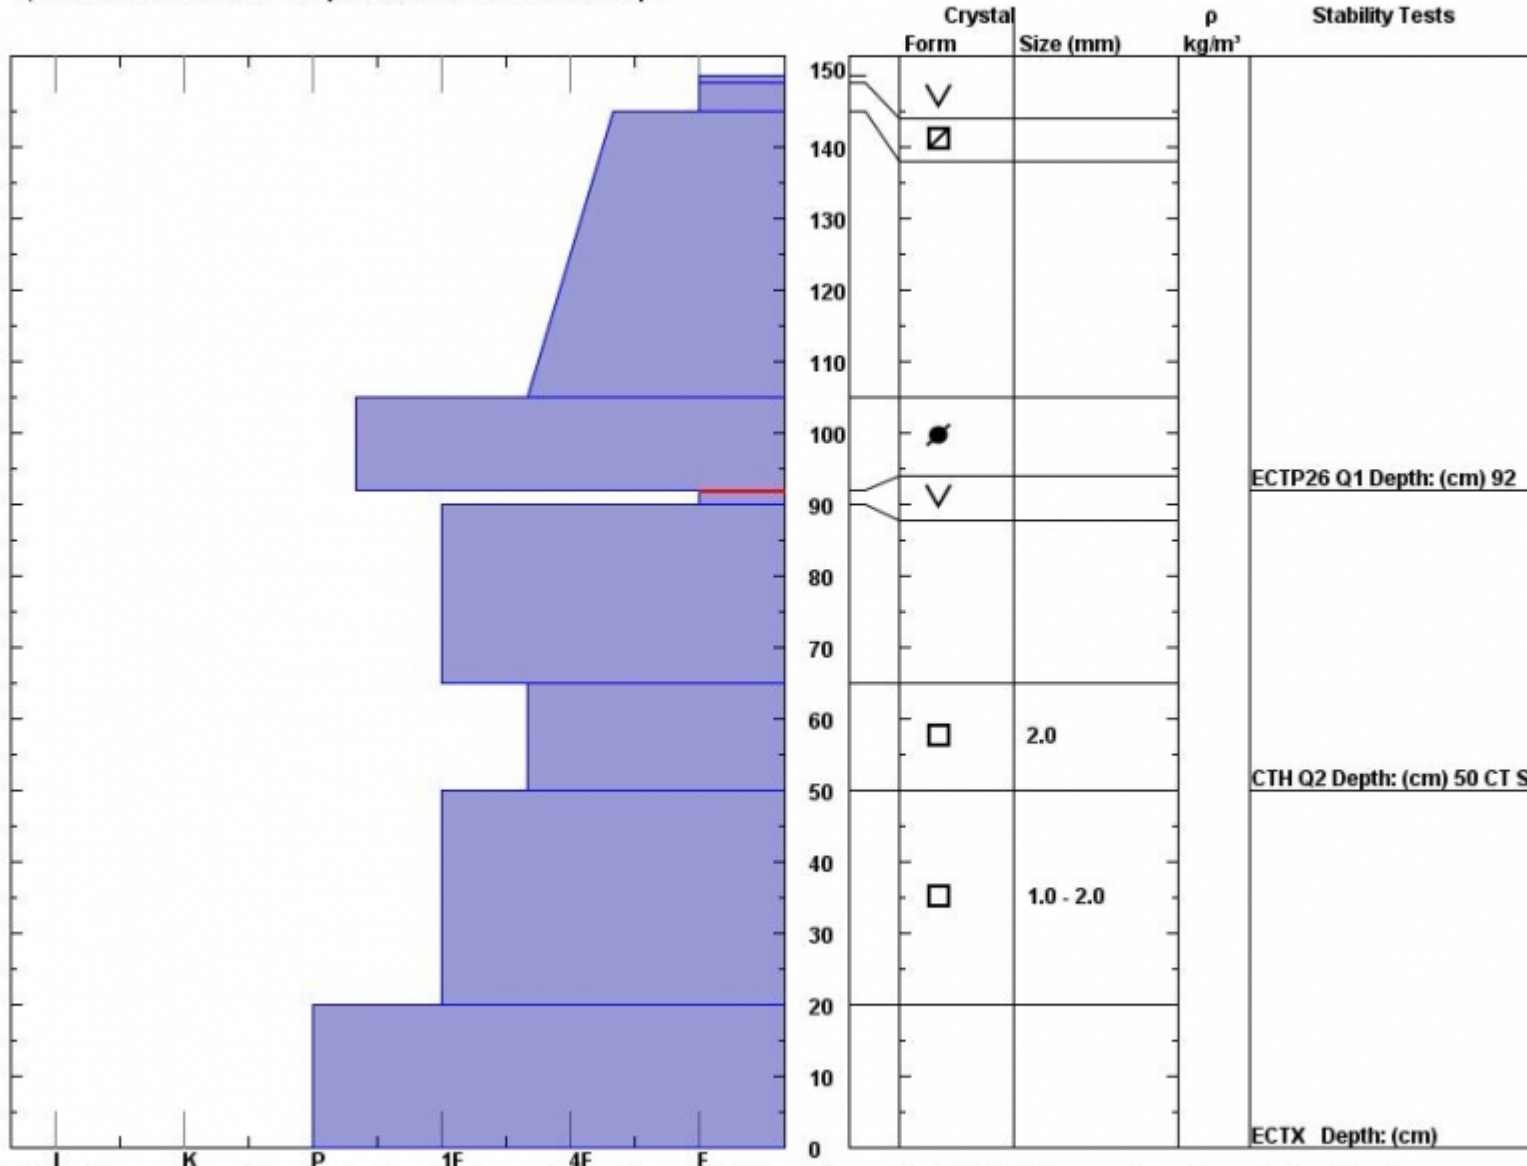 Crystal ρ Stability Tests
Form Size (mm) kg/m³
150
140
130
120
110
100
ECTP26 Q1 Depth: (cm) 92
90
80
70
60
2.0
CTH Q2 Depth: (cm) 50 CT S
50
40
1.0 - 2.0
30
20
10
ECTX Depth: (cm)
0
I K P 1F 4F F